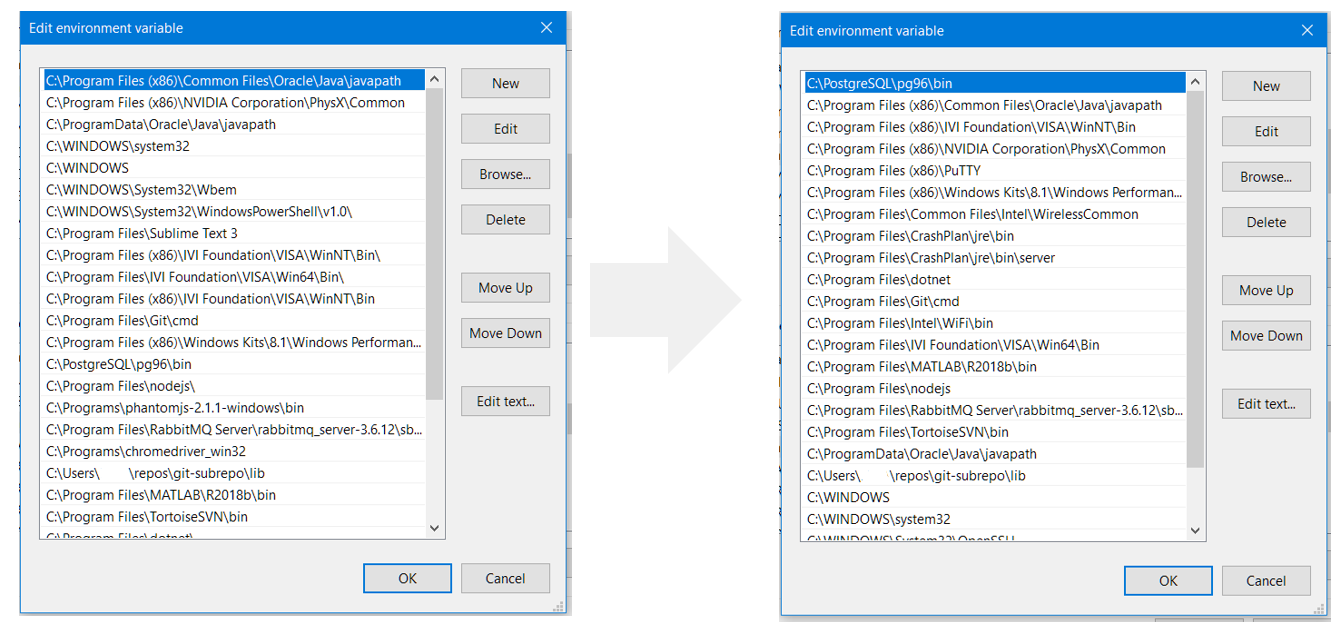 Edit environment variable
C:\Program Files (x86)\Common Files\Oracle\Java\javapath
C:\Program Files (x86)\NVIDIA Corporation\PhysX\Common
C:\ProgramData\Oracle\Java\javapath
C:\WINDOWS\system32
C:\WINDOWS
C:\WINDOWS\System32\Wbem
C:\WINDOWS\System32\WindowsPowerShell\v1.0\
C:\Program Files\Sublime Text 3
C:\Program Files (x86)\IVI Foundation\VISA\WinNT\Bin\
C:\Program Files\IVI Foundation\VISA\Win64\Bin\
C:\Program Files (x86)\IVI Foundation\VISA\WinNT\Bin
C:\Program Files\Git\cmd
C:\Program Files (x86)\Windows Kits\8.1\Windows Performan...
C:\PostgreSQL\pg96\bin
C:\Program Files\nodejs\
C:\Programs\phantomjs-2.1.1-windows\bin
C:\Program Files\RabbitMQ Server\rabbitmq_server-3.6.12\sb...
C:\Programs\chromedriver_win32
C:\Users\ \repos\git-subrepo\lib
C:\Program Files\MATLAB\R2018b\bin
C:\Program Files\TortoiseSVN\bin
C:\Program Files\dotnet\
New
Edit
Browse...
Delete
Move Up
Move Down
Edit text...
OK
Cancel
Edit environment variable
C:\PostgreSQL\pg96\bin
C:\Program Files (x86)\Common Files\Oracle\Java\javapath
C:\Program Files (x86)\IVI Foundation\VISA\WinNT\Bin
C:\Program Files (x86)\NVIDIA Corporation\PhysX\Common
C:\Program Files (x86)\PuTTY
C:\Program Files (x86)\Windows Kits\8.1\Windows Performan...
C:\Program Files\Common Files\Intel\WirelessCommon
C:\Program Files\CrashPlan\jre\bin
C:\Program Files\CrashPlan\jre\bin\server
C:\Program Files\dotnet
C:\Program Files\Git\cmd
C:\Program Files\Intel\WiFi\bin
C:\Program Files\IVI Foundation\VISA\Win64\Bin
C:\Program Files\MATLAB\R2018b\bin
C:\Program Files\nodejs
C:\Program Files\RabbitMQ Server\rabbitmq_server-3.6.12\sb...
C:\Program Files\TortoiseSVN\bin
C:\ProgramData\Oracle\Java\javapath
C:\Users\ \repos\git-subrepo\lib
C:\WINDOWS
C:\WINDOWS\system32
C:\WINDOWS\System32\OpenSSH
New
Edit
Browse...
Delete
Move Up
Move Down
Edit text...
OK
Cancel